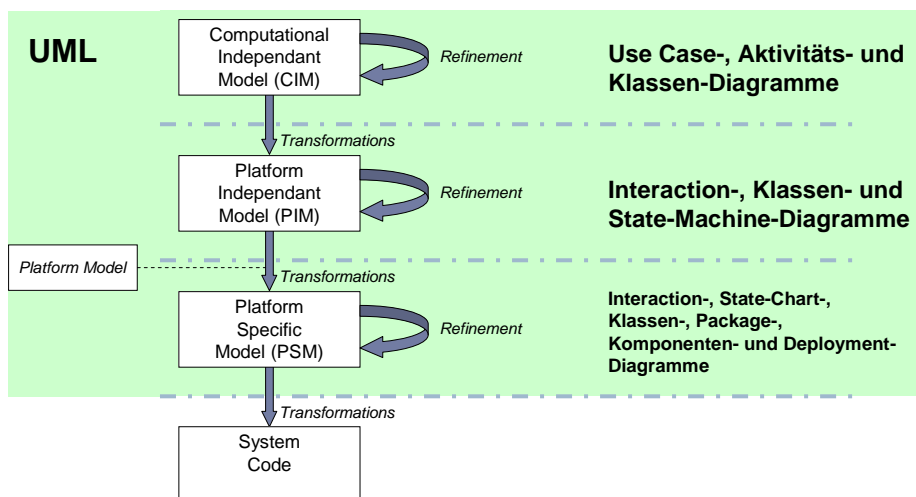 UML
Computational
Independant
Model (CIM)
Refinement
Use Case-, Aktivitäts- und
Klassen-Diagramme
Transformations
Platform
Independant
Model (PIM)
Refinement
Interaction-, Klassen- und
State-Machine-Diagramme
Platform Model
Transformations
Platform
Specific
Model (PSM)
Refinement
Interaction-, State-Chart-,
Klassen-, Package-,
Komponenten- und Deployment-
Diagramme
Transformations
System
Code